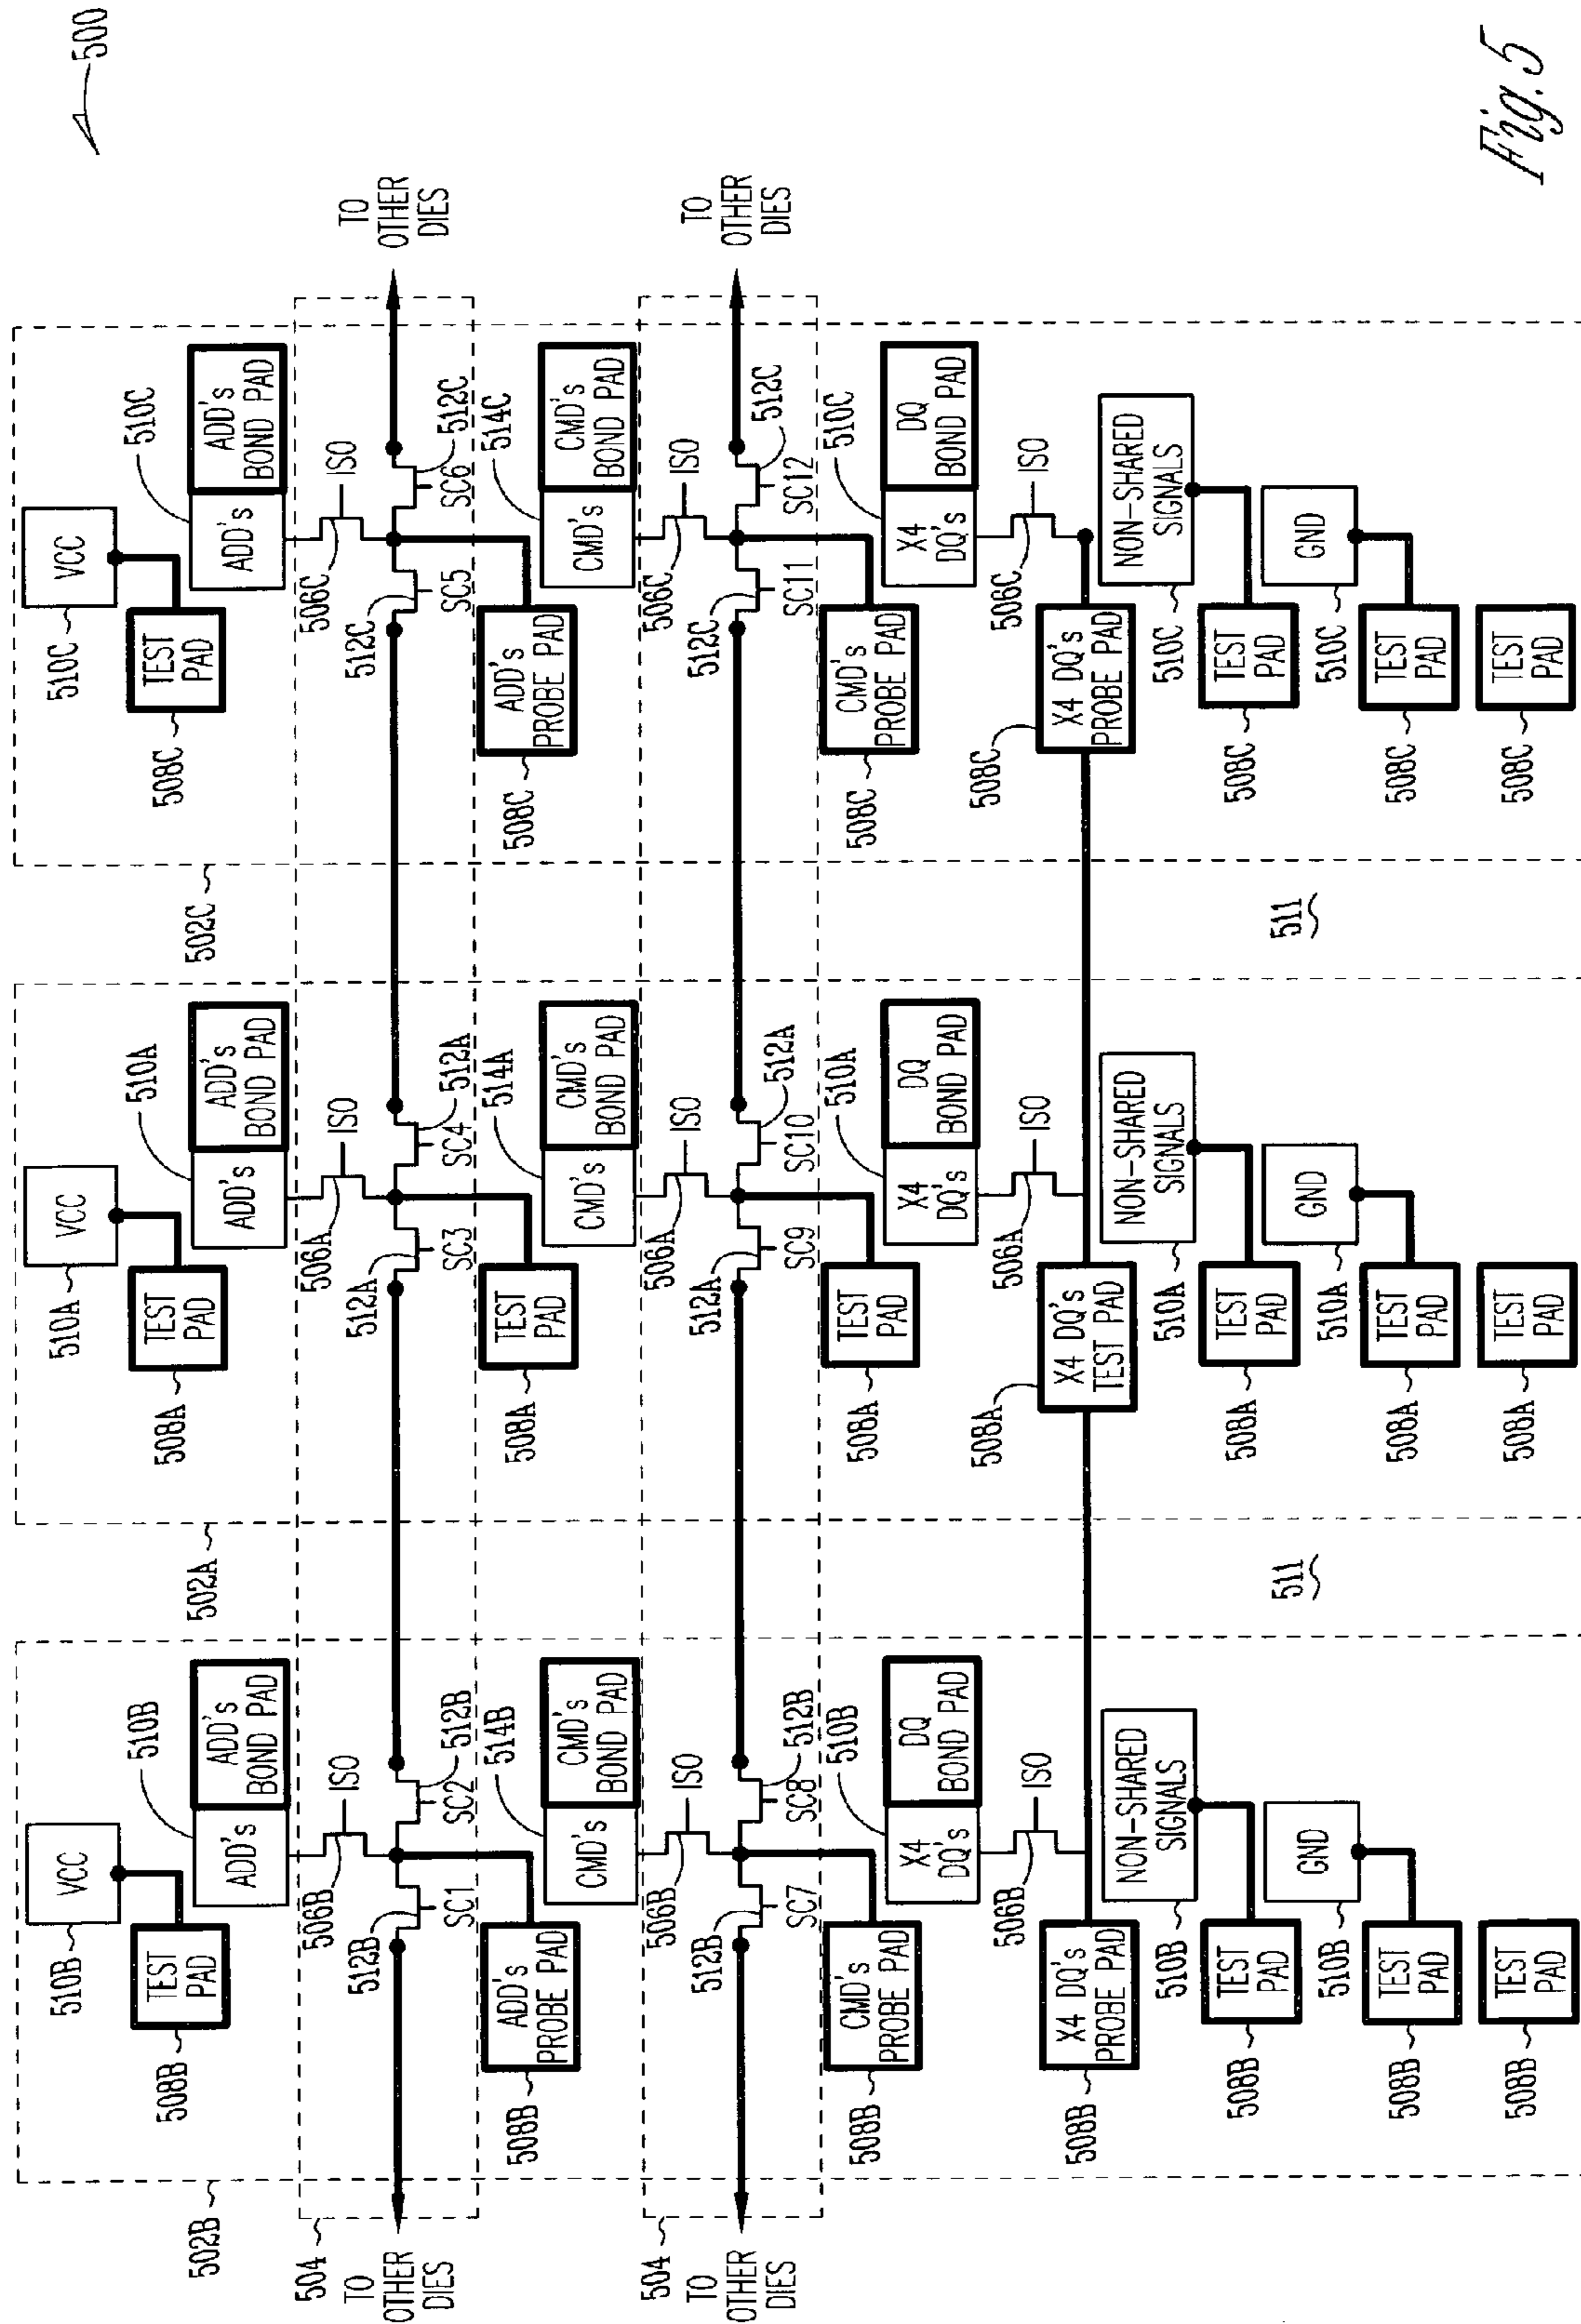 500
502B
510B
VCC
TEST
PAD
508B
510B
ADD's
ADD's
BOND PAD
504
TO
OTHER
DIES
506B
ISO
512B
SC1
SC2
512B
ADD's
PROBE PAD
508B
514B
CMD's
CMD's
BOND PAD
504
TO
OTHER
DIES
506B
ISO
512B
SC7
SC8
512B
CMD's
PROBE PAD
508B
510B
X4
DQ's
DQ
BOND PAD
506B
ISO
X4 DQ's
PROBE PAD
508B
NON-SHARED
SIGNALS
510B
TEST
PAD
508B
GND
510B
TEST
PAD
508B
TEST
PAD
508B
511
502A
510A
VCC
TEST
PAD
508A
510A
ADD's
ADD's
BOND PAD
506A
ISO
512A
SC3
SC4
512A
TEST
PAD
508A
514A
CMD's
CMD's
BOND PAD
506A
ISO
512A
SC9
SC10
512A
TEST
PAD
508A
510A
X4
DQ's
DQ
BOND PAD
506A
ISO
X4 DQ's
TEST PAD
508A
NON-SHARED
SIGNALS
510A
TEST
PAD
508A
GND
510A
TEST
PAD
508A
TEST
PAD
508A
511
502C
510C
VCC
TEST
PAD
508C
510C
ADD's
ADD's
BOND PAD
506C
ISO
512C
SC5
SC6
512C
TO
OTHER
DIES
ADD's
PROBE PAD
508C
514C
CMD's
CMD's
BOND PAD
506C
ISO
512C
SC11
SC12
512C
TO
OTHER
DIES
CMD's
PROBE PAD
508C
510C
X4
DQ's
DQ
BOND PAD
506C
ISO
X4 DQ's
PROBE PAD
508C
NON-SHARED
SIGNALS
510C
TEST
PAD
508C
GND
510C
TEST
PAD
508C
TEST
PAD
508C
Fig. 5